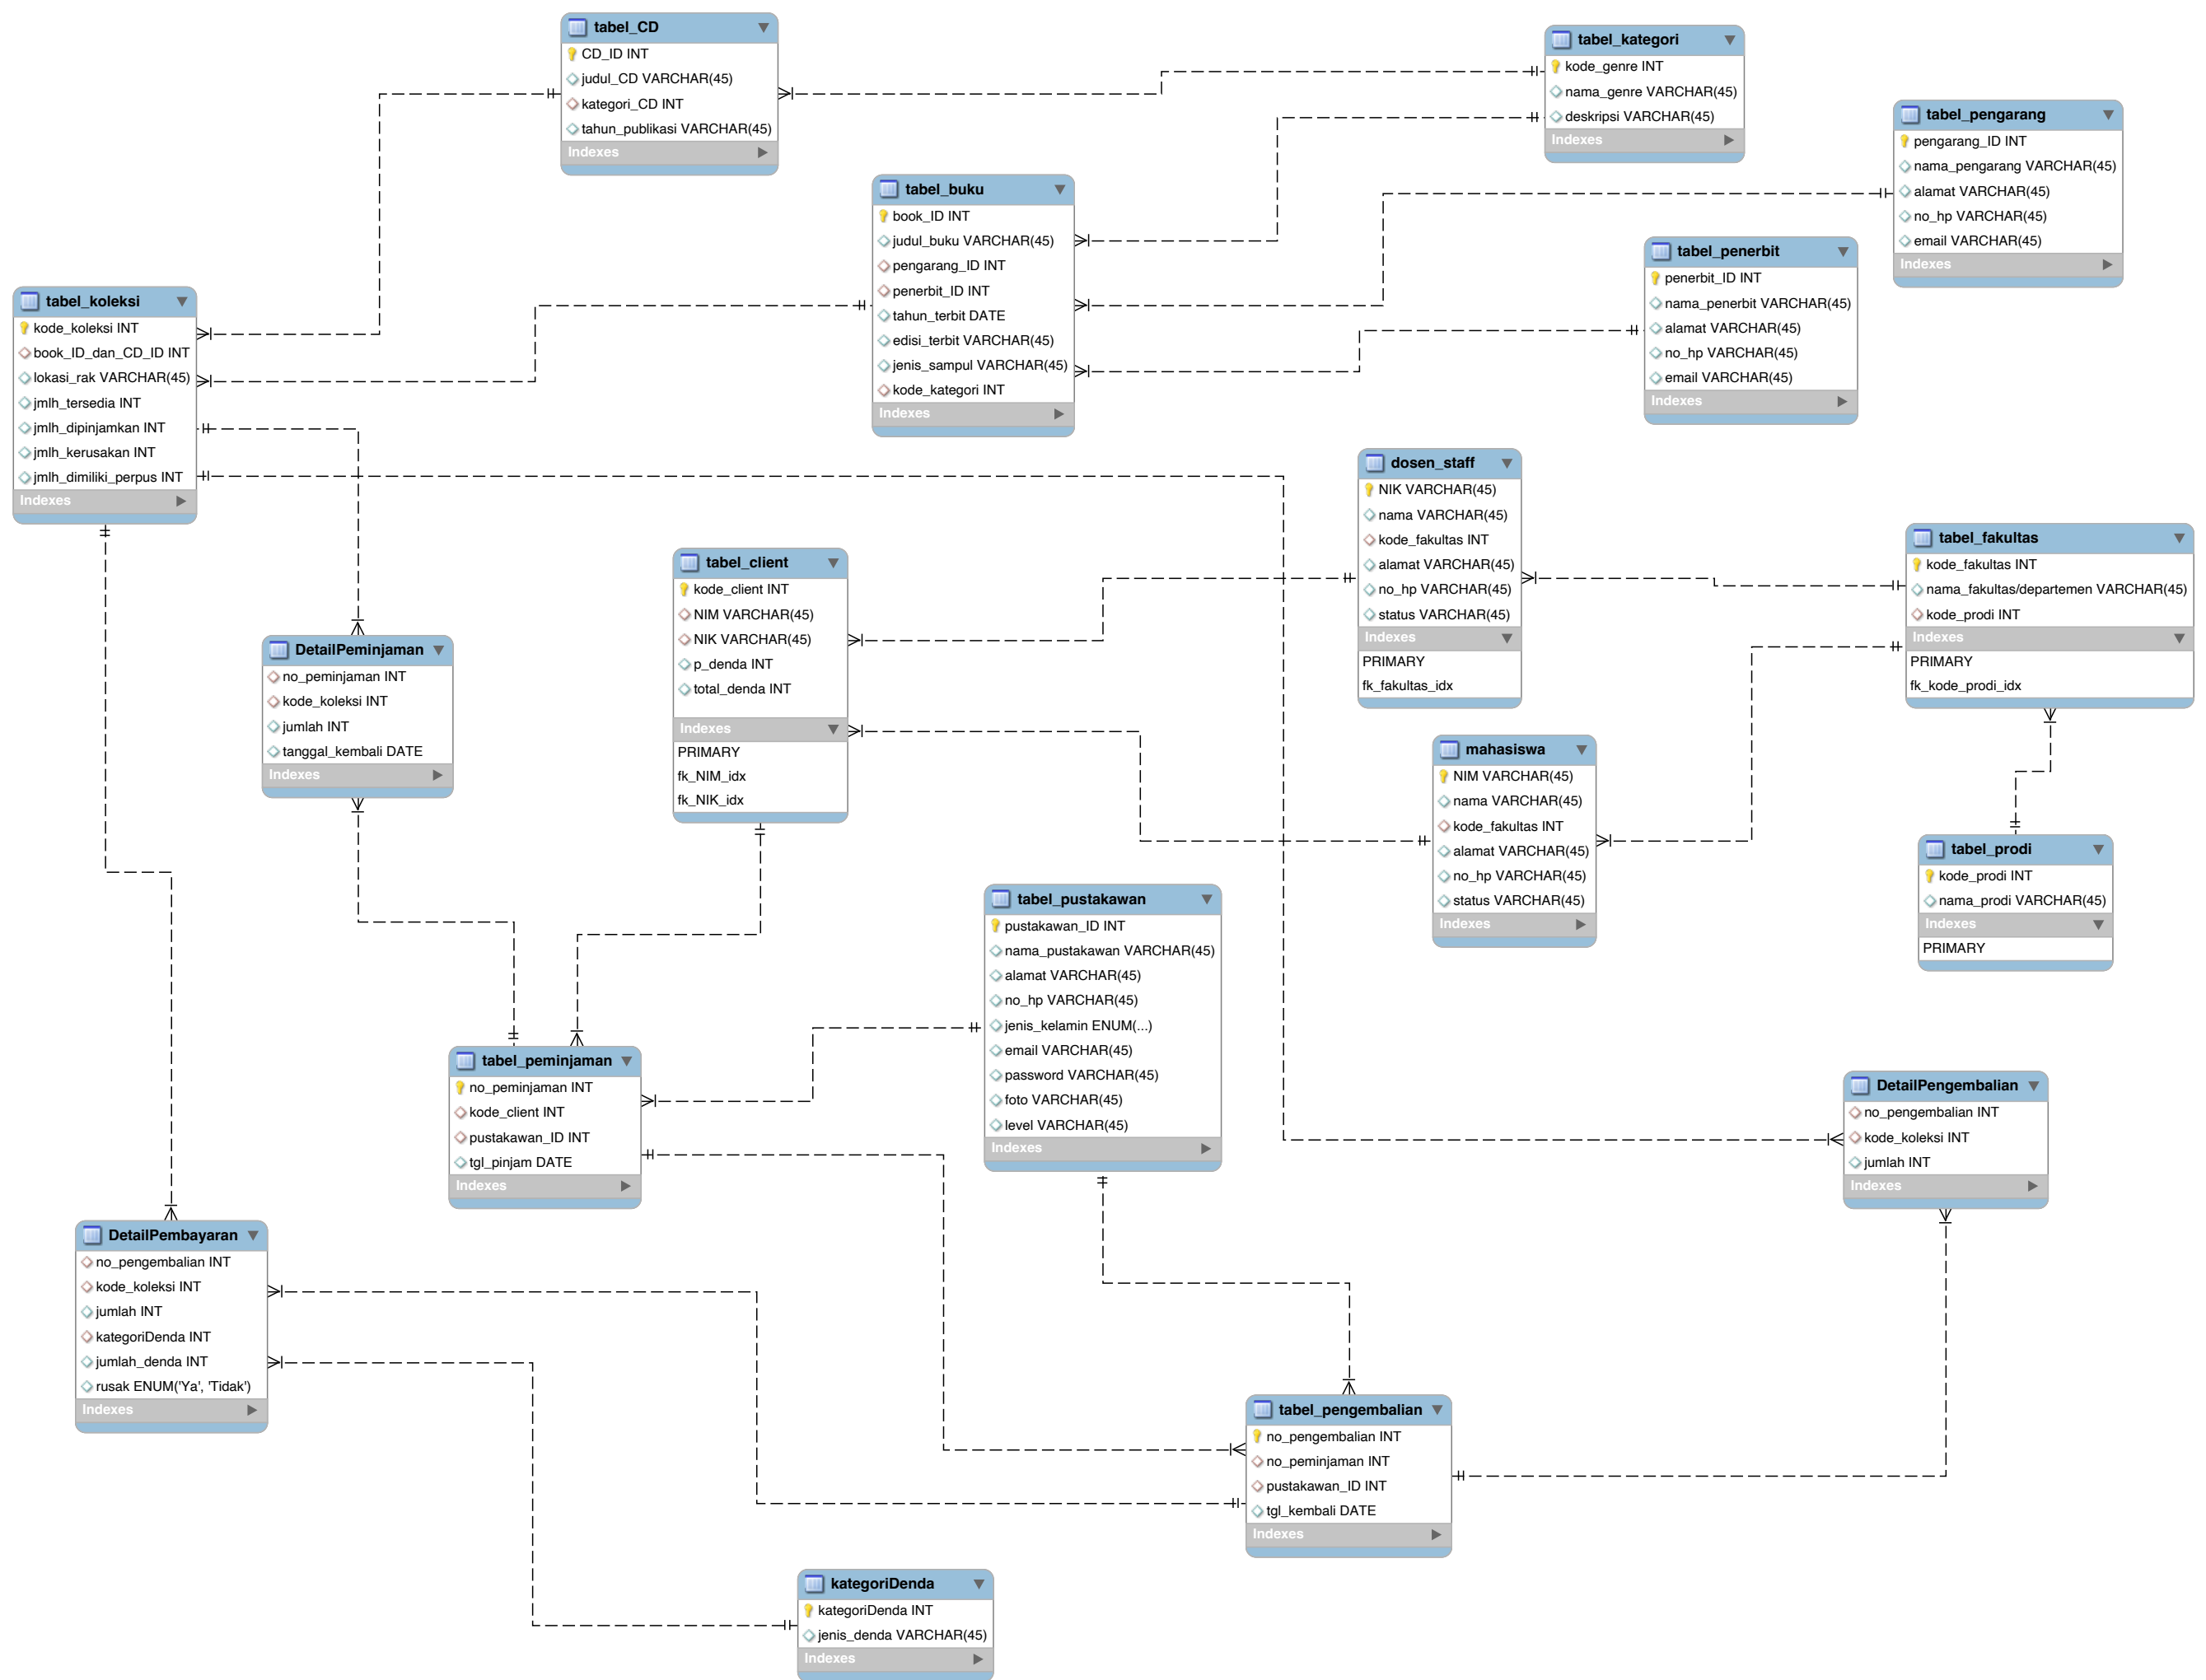 tabel_CD
CD_ID INT
judul_CD VARCHAR(45)
kategori_CD INT
tahun_publikasi VARCHAR(45)
Indexes
tabel_kategori
kode_genre INT
nama_genre VARCHAR(45)
deskripsi VARCHAR(45)
Indexes
tabel_pengarang
pengarang_ID INT
nama_pengarang VARCHAR(45)
alamat VARCHAR(45)
no_hp VARCHAR(45)
email VARCHAR(45)
Indexes
tabel_buku
book_ID INT
judul_buku VARCHAR(45)
pengarang_ID INT
penerbit_ID INT
tahun_terbit DATE
edisi_terbit VARCHAR(45)
jenis_sampul VARCHAR(45)
kode_kategori INT
Indexes
tabel_penerbit
penerbit_ID INT
nama_penerbit VARCHAR(45)
alamat VARCHAR(45)
no_hp VARCHAR(45)
email VARCHAR(45)
Indexes
tabel_koleksi
kode_koleksi INT
book_ID_dan_CD_ID INT
lokasi_rak VARCHAR(45)
jmlh_tersedia INT
jmlh_dipinjamkan INT
jmlh_kerusakan INT
jmlh_dimiliki_perpus INT
Indexes
dosen_staff
NIK VARCHAR(45)
nama VARCHAR(45)
kode_fakultas INT
alamat VARCHAR(45)
no_hp VARCHAR(45)
status VARCHAR(45)
Indexes
PRIMARY
fk_fakultas_idx
tabel_fakultas
kode_fakultas INT
nama_fakultas/departemen VARCHAR(45)
kode_prodi INT
Indexes
PRIMARY
fk_kode_prodi_idx
tabel_client
kode_client INT
NIM VARCHAR(45)
NIK VARCHAR(45)
p_denda INT
total_denda INT
Indexes
PRIMARY
fk_NIM_idx
fk_NIK_idx
DetailPeminjaman
no_peminjaman INT
kode_koleksi INT
jumlah INT
tanggal_kembali DATE
Indexes
mahasiswa
NIM VARCHAR(45)
nama VARCHAR(45)
kode_fakultas INT
alamat VARCHAR(45)
no_hp VARCHAR(45)
status VARCHAR(45)
Indexes
tabel_prodi
kode_prodi INT
nama_prodi VARCHAR(45)
Indexes
PRIMARY
tabel_pustakawan
pustakawan_ID INT
nama_pustakawan VARCHAR(45)
alamat VARCHAR(45)
no_hp VARCHAR(45)
jenis_kelamin ENUM(...)
email VARCHAR(45)
password VARCHAR(45)
foto VARCHAR(45)
level VARCHAR(45)
Indexes
tabel_peminjaman
no_peminjaman INT
kode_client INT
pustakawan_ID INT
tgl_pinjam DATE
Indexes
DetailPengembalian
no_pengembalian INT
kode_koleksi INT
jumlah INT
Indexes
DetailPembayaran
no_pengembalian INT
kode_koleksi INT
jumlah INT
kategoriDenda INT
jumlah_denda INT
rusak ENUM('Ya', 'Tidak')
Indexes
tabel_pengembalian
no_pengembalian INT
no_peminjaman INT
pustakawan_ID INT
tgl_kembali DATE
Indexes
kategoriDenda
kategoriDenda INT
jenis_denda VARCHAR(45)
Indexes